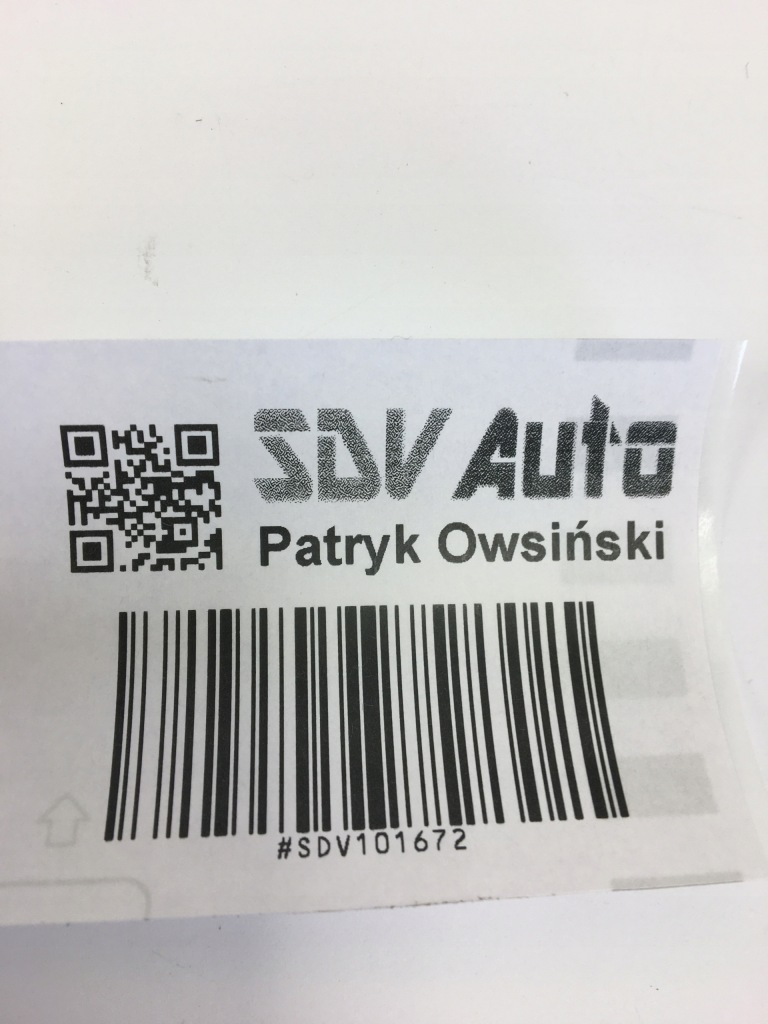 SDV Auto
Patryk Owsiński
#SDV101672